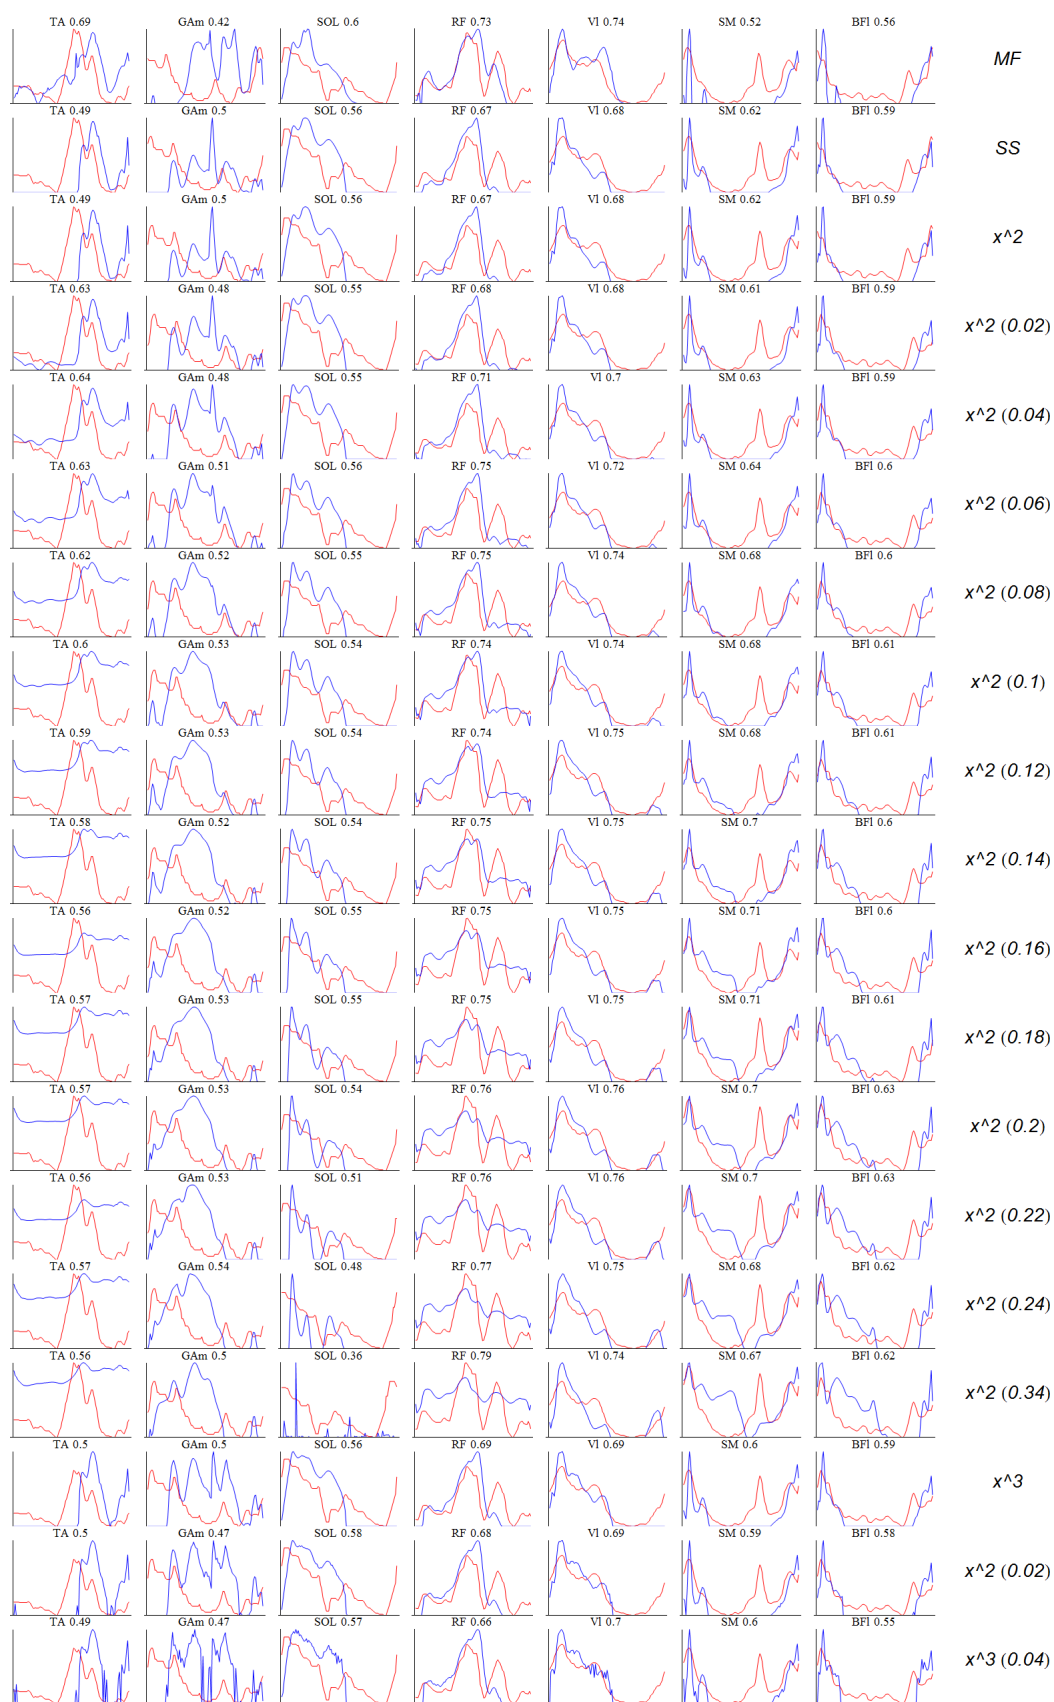 TA 0.69 GAm 0.42 SOL 0.6 RF 0.73 Vl 0.74 SM 0.52 BFl 0.56
MF
TA 0.49 GAm 0.5 SOL 0.56 RF 0.67 Vl 0.68 SM 0.62 BFl 0.59
SS
TA 0.49 GAm 0.5 SOL 0.56 RF 0.67 Vl 0.68 SM 0.62 BFl 0.59
x^2
TA 0.63 GAm 0.48 SOL 0.55 RF 0.68 Vl 0.68 SM 0.61 BFl 0.59
x^2 (0.02)
TA 0.64 GAm 0.48 SOL 0.55 RF 0.71 Vl 0.7 SM 0.63 BFl 0.59
x^2 (0.04)
TA 0.63 GAm 0.51 SOL 0.56 RF 0.75 Vl 0.72 SM 0.64 BFl 0.6
x^2 (0.06)
TA 0.62 GAm 0.52 SOL 0.55 RF 0.75 Vl 0.74 SM 0.68 BFl 0.6
x^2 (0.08)
TA 0.6 GAm 0.53 SOL 0.54 RF 0.74 Vl 0.74 SM 0.68 BFl 0.61
x^2 (0.1)
TA 0.59 GAm 0.53 SOL 0.54 RF 0.74 Vl 0.75 SM 0.68 BFl 0.61
x^2 (0.12)
TA 0.58 GAm 0.52 SOL 0.54 RF 0.75 Vl 0.75 SM 0.7 BFl 0.6
x^2 (0.14)
TA 0.56 GAm 0.52 SOL 0.55 RF 0.75 Vl 0.75 SM 0.71 BFl 0.6
x^2 (0.16)
TA 0.57 GAm 0.53 SOL 0.55 RF 0.75 Vl 0.75 SM 0.71 BFl 0.61
x^2 (0.18)
TA 0.57 GAm 0.53 SOL 0.54 RF 0.76 Vl 0.76 SM 0.7 BFl 0.63
x^2 (0.2)
TA 0.56 GAm 0.53 SOL 0.51 RF 0.76 Vl 0.76 SM 0.7 BFl 0.63
x^2 (0.22)
TA 0.57 GAm 0.54 SOL 0.48 RF 0.77 Vl 0.75 SM 0.68 BFl 0.62
x^2 (0.24)
TA 0.56 GAm 0.5 SOL 0.36 RF 0.79 Vl 0.74 SM 0.67 BFl 0.62
x^2 (0.34)
TA 0.5 GAm 0.5 SOL 0.56 RF 0.69 Vl 0.69 SM 0.6 BFl 0.59
x^3
TA 0.5 GAm 0.47 SOL 0.58 RF 0.68 Vl 0.69 SM 0.59 BFl 0.58
x^2 (0.02)
TA 0.49 GAm 0.47 SOL 0.57 RF 0.66 Vl 0.7 SM 0.6 BFl 0.55
x^3 (0.04)